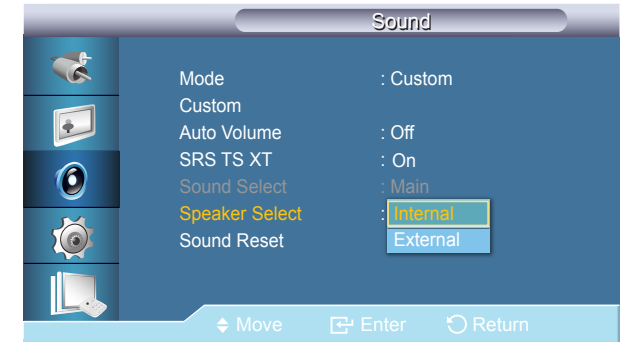 Sound
Mode : Custom
Custom
Auto Volume : Off
SRS TS XT : On
Sound Select : Main
Speaker Select : Internal
External
Sound Reset
Move Enter Return